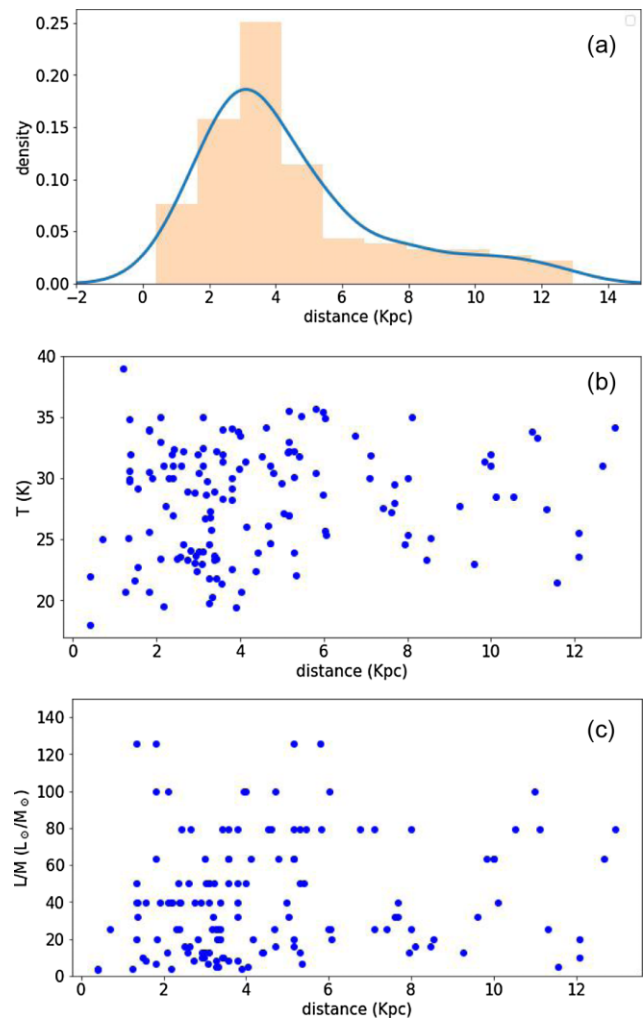 (a)
density
0.25
0.20
0.15
0.10
0.05
0.00
−2 0 2 4 6 8 10 12 14
distance (Kpc)
(b)
T (K)
40
35
30
25
20
0 2 4 6 8 10 12
distance (Kpc)
(c)
L/M (L☉/M☉)
140
120
100
80
60
40
20
0
0 2 4 6 8 10 12
distance (Kpc)